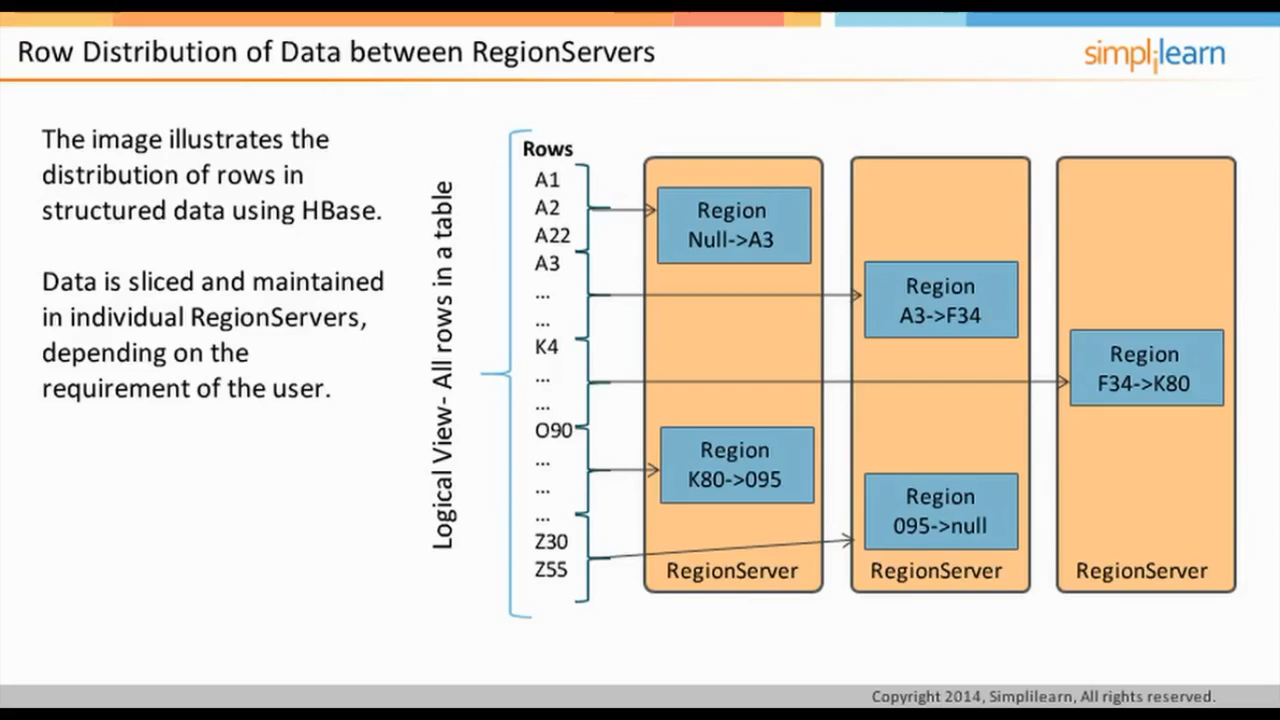 Row Distribution of Data between RegionServers
simplilearn
The image illustrates the
distribution of rows in
structured data using HBase.
Data is sliced and maintained
in individual RegionServers,
depending on the
requirement of the user.
Logical View- All rows in a table
Rows
A1
A2
A22
A3
...
...
K4
...
...
O90
...
...
...
Z30
Z55
Region
Null->A3
Region
K80->095
RegionServer
Region
A3->F34
Region
095->null
RegionServer
Region
F34->K80
RegionServer
Copyright 2014, Simplilearn, All rights reserved.